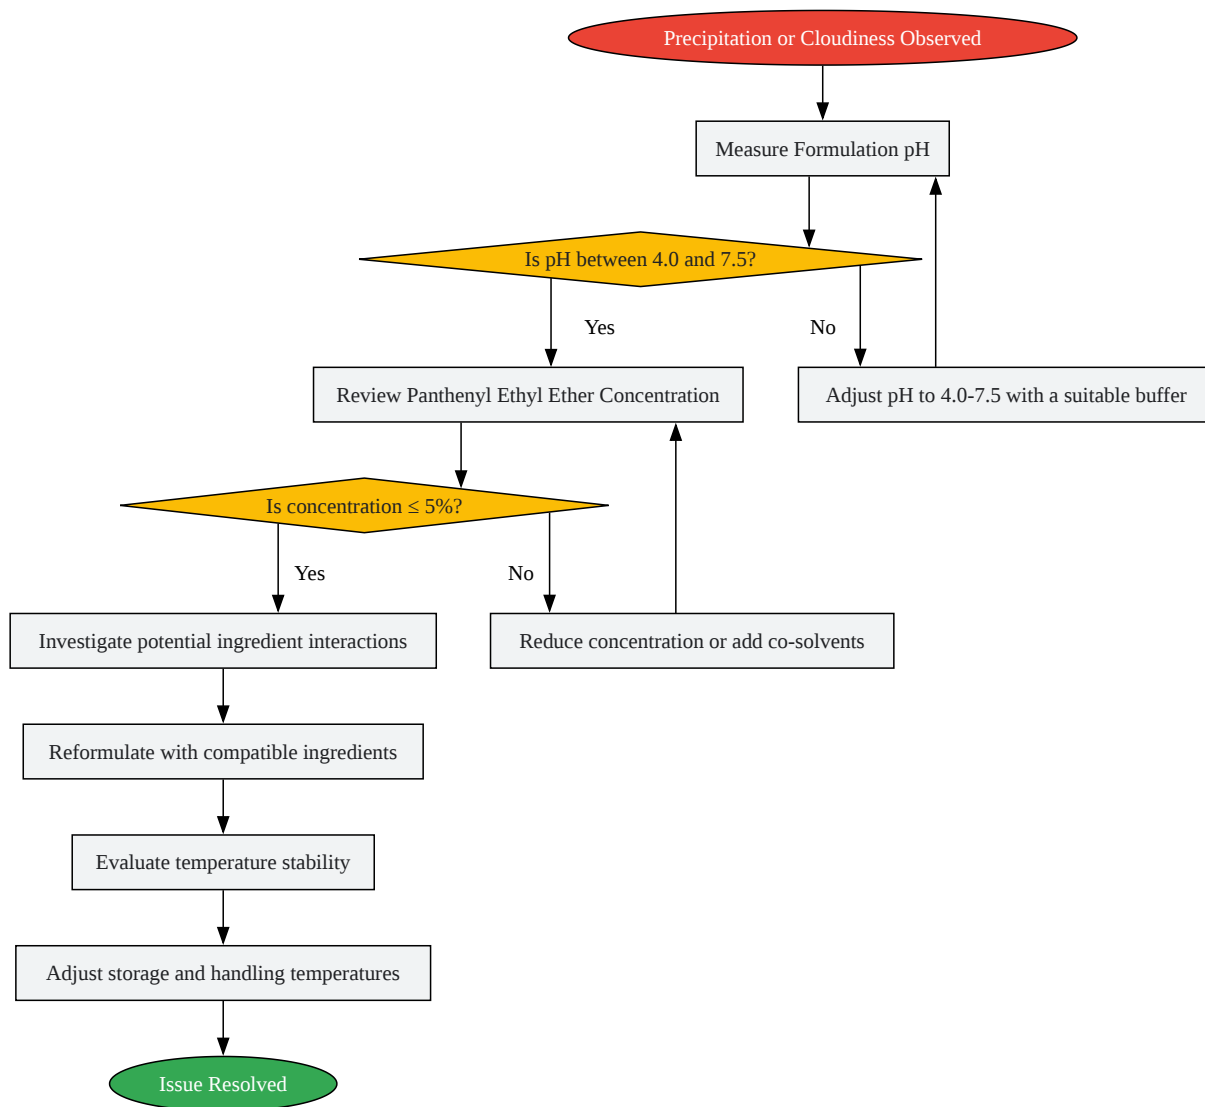 Precipitation or Cloudiness Observed
Measure Formulation pH
Is pH between 4.0 and 7.5?
Yes
No
Review Panthenyl Ethyl Ether Concentration
Adjust pH to 4.0-7.5 with a suitable buffer
Is concentration ≤ 5%?
Yes
No
Investigate potential ingredient interactions
Reduce concentration or add co-solvents
Reformulate with compatible ingredients
Evaluate temperature stability
Adjust storage and handling temperatures
Issue Resolved